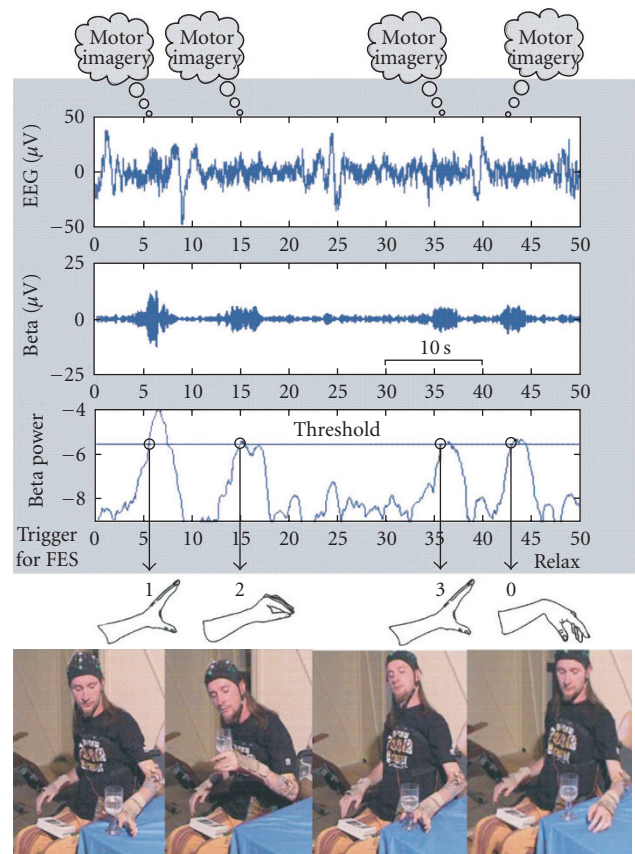 Motor
imagery
Motor
imagery
Motor
imagery
Motor
imagery
EEG (µV)
50
0
−50
0 5 10 15 20 25 30 35 40 45 50
Beta (µV)
25
0
−25
10 s
0 5 10 15 20 25 30 35 40 45 50
Beta power
−4
−6
−8
Threshold
0 5 10 15 20 25 30 35 40 45 50
Trigger
for FES
Relax
1 2 3 0